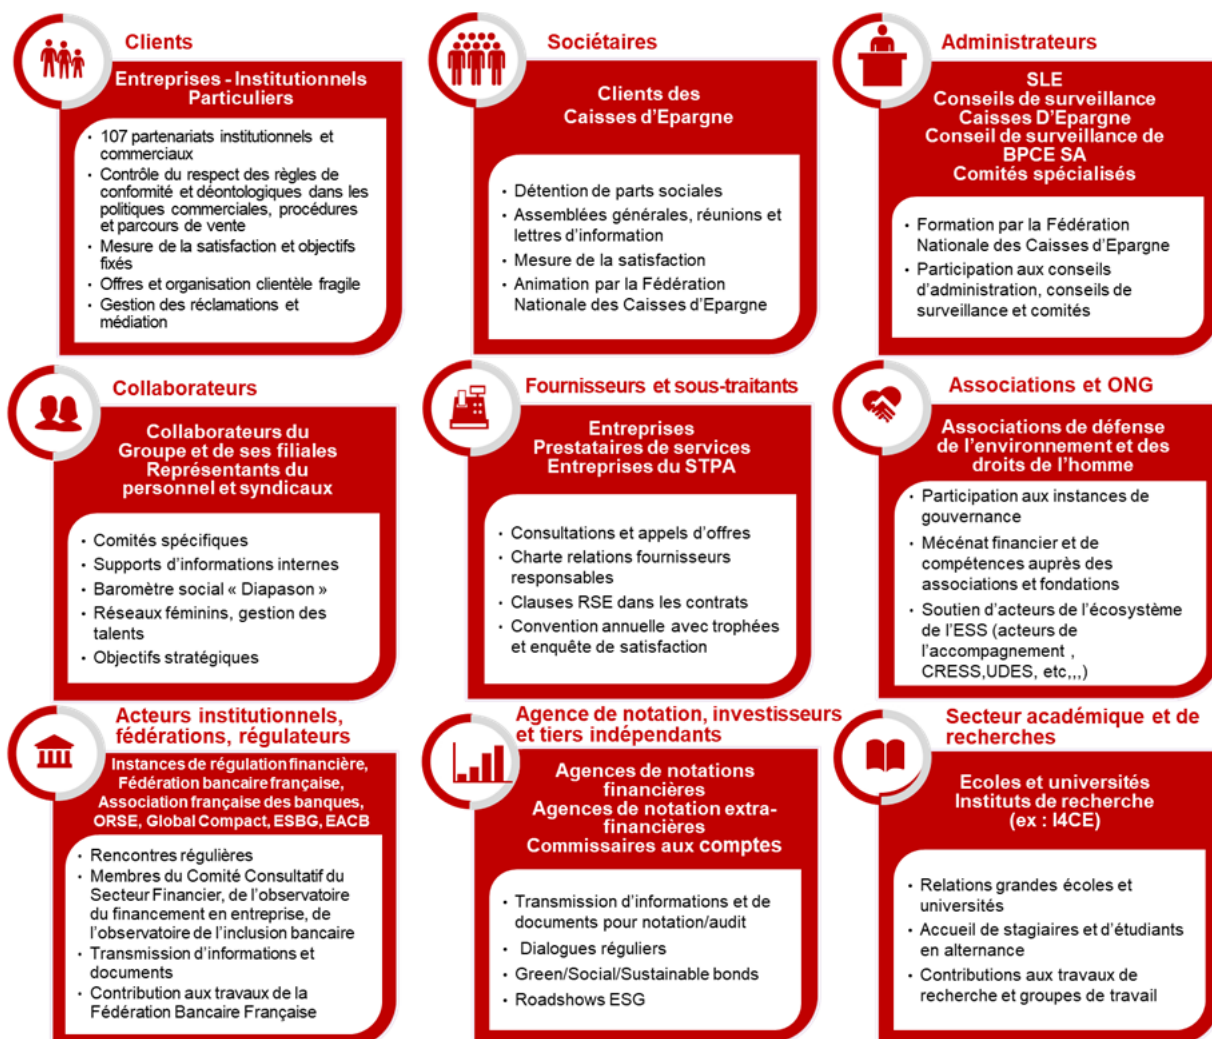 Clients
Entreprises - Institutionnels
Particuliers
• 107 partenariats institutionnels et
commerciaux
• Contrôle du respect des règles de
conformité et déontologiques dans les
politiques commerciales, procédures
et parcours de vente
• Mesure de la satisfaction et objectifs
fixés
• Offres et organisation clientèle fragile
• Gestion des réclamations et
médiation
Sociétaires
Clients des
Caisses d'Epargne
• Détention de parts sociales
• Assemblées générales, réunions et
lettres d'information
• Mesure de la satisfaction
• Animation par la Fédération
Nationale des Caisses d'Epargne
Administrateurs
SLE
Conseils de surveillance
Caisses D'Epargne
Conseil de surveillance de
BPCE SA
Comités spécialisés
• Formation par la Fédération
Nationale des Caisses d'Epargne
• Participation aux conseils
d'administration, conseils de
surveillance et comités
Collaborateurs
Collaborateurs du
Groupe et de ses filiales
Représentants du
personnel et syndicaux
• Comités spécifiques
• Supports d'informations internes
• Baromètre social « Diapason »
• Réseaux féminins, gestion des
talents
• Objectifs stratégiques
Fournisseurs et sous-traitants
Entreprises
Prestataires de services
Entreprises du STPA
• Consultations et appels d'offres
• Charte relations fournisseurs
responsables
• Clauses RSE dans les contrats
• Convention annuelle avec trophées
et enquête de satisfaction
Associations et ONG
Associations de défense
de l'environnement et des
droits de l'homme
• Participation aux instances de
gouvernance
• Mécénat financier et de
compétences auprès des
associations et fondations
• Soutien d'acteurs de l'écosystème
de l'ESS (acteurs de
l'accompagnement ,
CRESS,UDES, etc,,,)
Acteurs institutionnels,
fédérations, régulateurs
Instances de régulation financière,
Fédération bancaire française,
Association française des banques,
ORSE, Global Compact, ESBG, EACB
• Rencontres régulières
• Membres du Comité Consultatif du
Secteur Financier, de l'observatoire
du financement en entreprise, de
l'observatoire de l'inclusion bancaire
• Transmission d'informations et
documents
• Contribution aux travaux de la
Fédération Bancaire Française
Agence de notation, investisseurs
et tiers indépendants
Agences de notations
financières
Agences de notation extra-
financières
Commissaires aux comptes
• Transmission d'informations et de
documents pour notation/audit
• Dialogues réguliers
• Green/Social/Sustainable bonds
• Roadshows ESG
Secteur académique et de
recherches
Ecoles et universités
Instituts de recherche
(ex : I4CE)
• Relations grandes écoles et
universités
• Accueil de stagiaires et d'étudiants
en alternance
• Contributions aux travaux de
recherche et groupes de travail